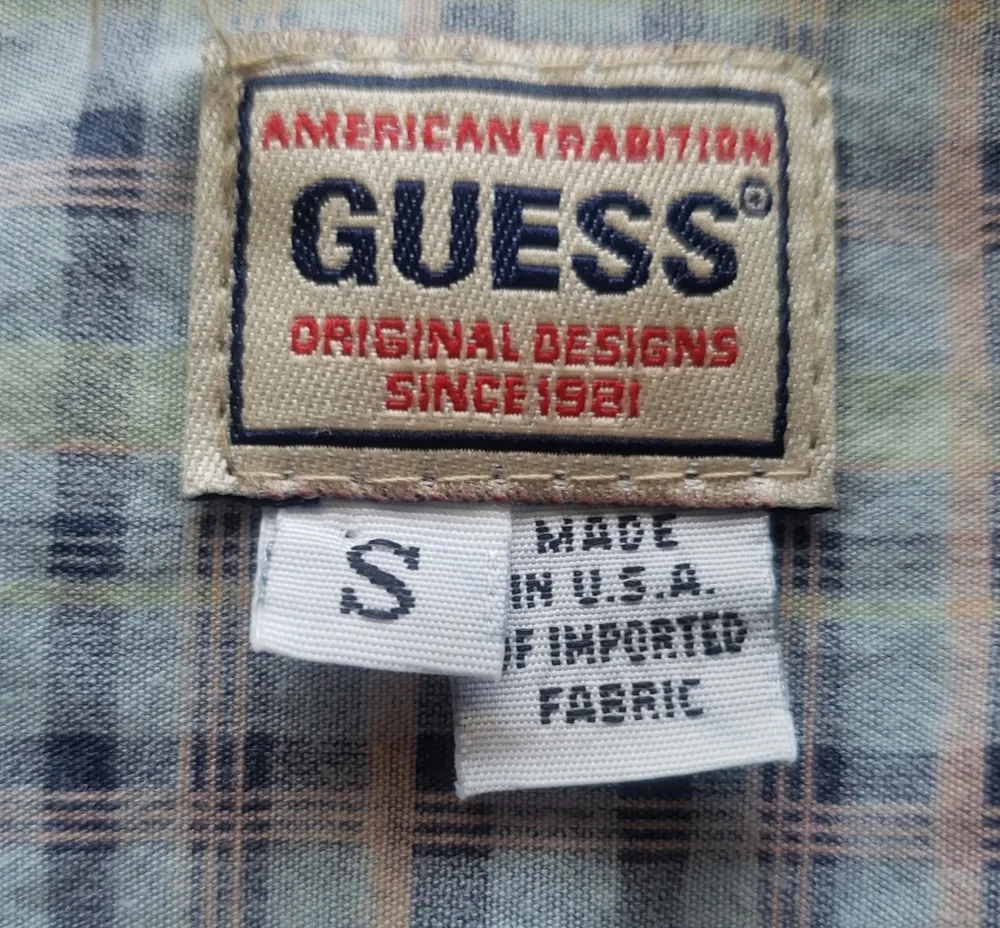 AMERICAN TRADITION
GUESS®
ORIGINAL DESIGNS
SINCE 1981
S
MADE
IN U.S.A.
OF IMPORTED
FABRIC